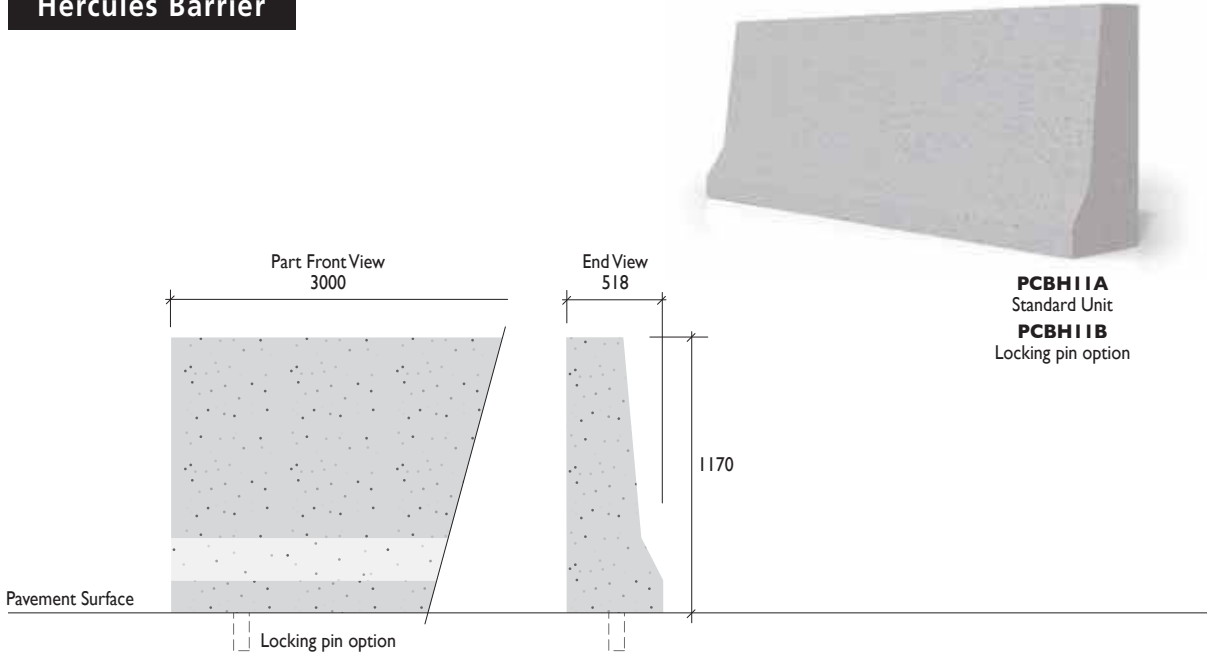 Hercules Barrier
Part Front View
3000
End View
518
PCBH11A
Standard Unit
PCBH11B
Locking pin option
1170
Pavement Surface
Locking pin option